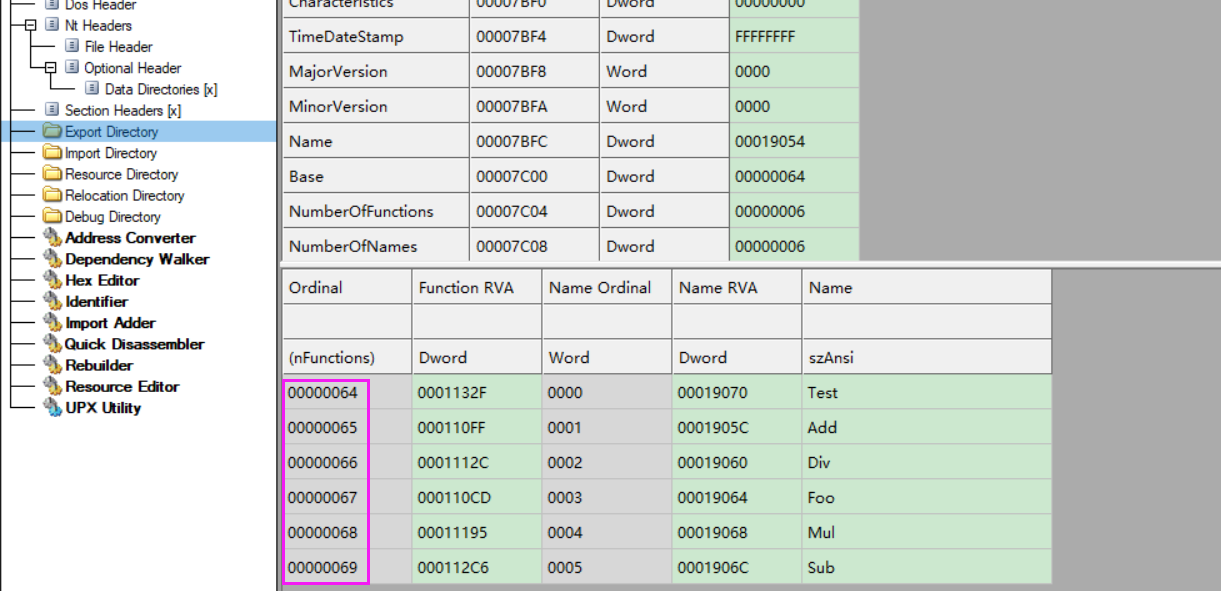 Dos Header
Nt Headers
File Header
Optional Header
Data Directories [x]
Section Headers [x]
Export Directory
Import Directory
Resource Directory
Relocation Directory
Debug Directory
Address Converter
Dependency Walker
Hex Editor
Identifier
Import Adder
Quick Disassembler
Rebuilder
Resource Editor
UPX Utility
Characteristics 00007BF0 Dword 00000000
TimeDateStamp 00007BF4 Dword FFFFFFFF
MajorVersion 00007BF8 Word 0000
MinorVersion 00007BFA Word 0000
Name 00007BFC Dword 00019054
Base 00007C00 Dword 00000064
NumberOfFunctions 00007C04 Dword 00000006
NumberOfNames 00007C08 Dword 00000006
Ordinal Function RVA Name Ordinal Name RVA Name
(nFunctions) Dword Word Dword szAnsi
00000064 0001132F 0000 00019070 Test
00000065 000110FF 0001 0001905C Add
00000066 0001112C 0002 00019060 Div
00000067 000110CD 0003 00019064 Foo
00000068 00011195 0004 00019068 Mul
00000069 000112C6 0005 0001906C Sub